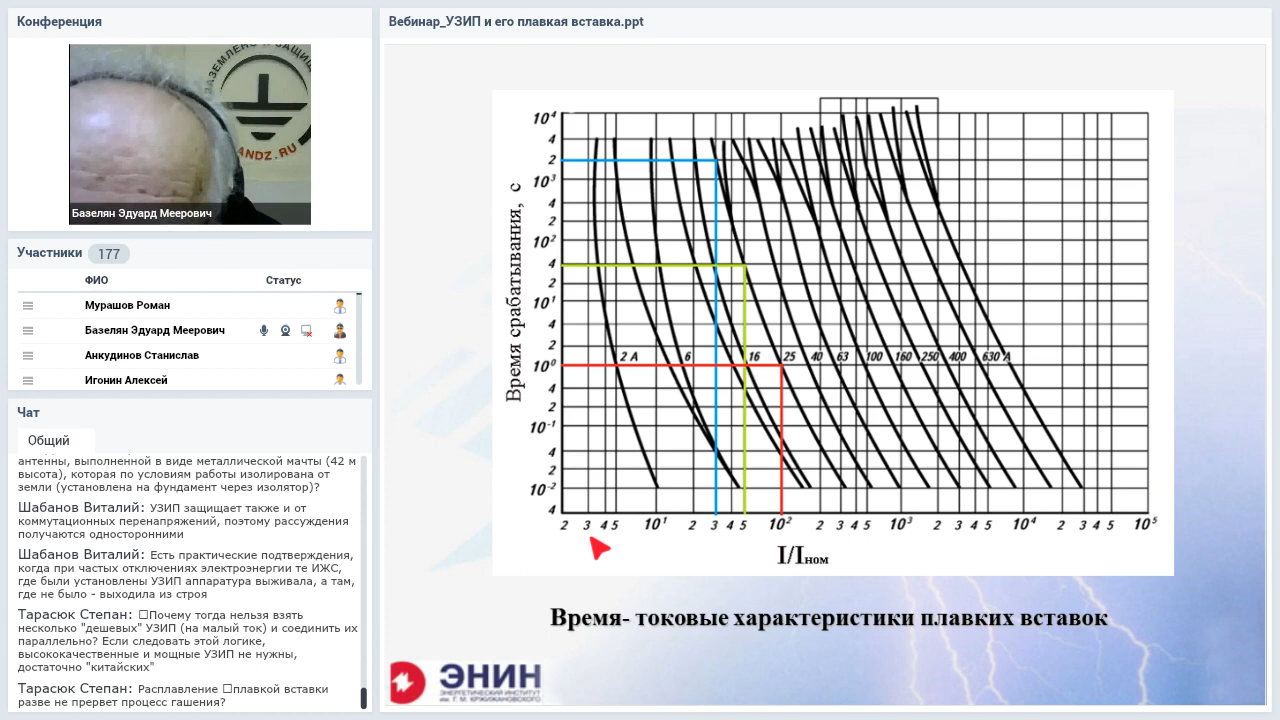 Конференция
ЗАЗЕМЛЕНО И ЗАЩИЩ
ANDZ.RU
Базелян Эдуард Меерович
Участники 177
ФИО Статус
Мурашов Роман
Базелян Эдуард Меерович
Анкудинов Станислав
Игонин Алексей
Чат
Общий
антенны, выполненной в виде металлической мачты (42 м
высота), которая по условиям работы изолирована от
земли (установлена на фундамент через изолятор)?
Шабанов Виталий: УЗИП защищает также и от
коммутационных перенапряжений, поэтому рассуждения
получаются односторонними
Шабанов Виталий: Есть практические подтверждения,
когда при частых отключениях электроэнергии те ИЖС,
где были установлены УЗИП аппаратура выживала, а там,
где не было - выходила из строя
Тарасюк Степан: Почему тогда нельзя взять
несколько "дешевых" УЗИП (на малый ток) и соединить их
параллельно? Если следовать этой логике,
высококачественные и мощные УЗИП не нужны,
достаточно "китайских"
Тарасюк Степан: Расплавление плавкой вставки
разве не прервет процесс гашения?
Вебинар_УЗИП и его плавкая вставка.ppt
Время срабатывания, с
10⁴
4
2
10³
4
2
10²
4
2
10¹
4
2
10⁰
4
2
10⁻¹
4
2
10⁻²
4
2 А 6 16 25 40 63 100 160 250 400 630 А
2 3 4 5 10¹ 2 3 4 5 10² 2 3 4 5 10³ 2 3 4 5 10⁴ 2 3 4 5 10⁵
I/Iном
Время- токовые характеристики плавких вставок
ЭНИН
ЭНЕРГЕТИЧЕСКИЙ ИНСТИТУТ
им. Г. М. КРЖИЖАНОВСКОГО